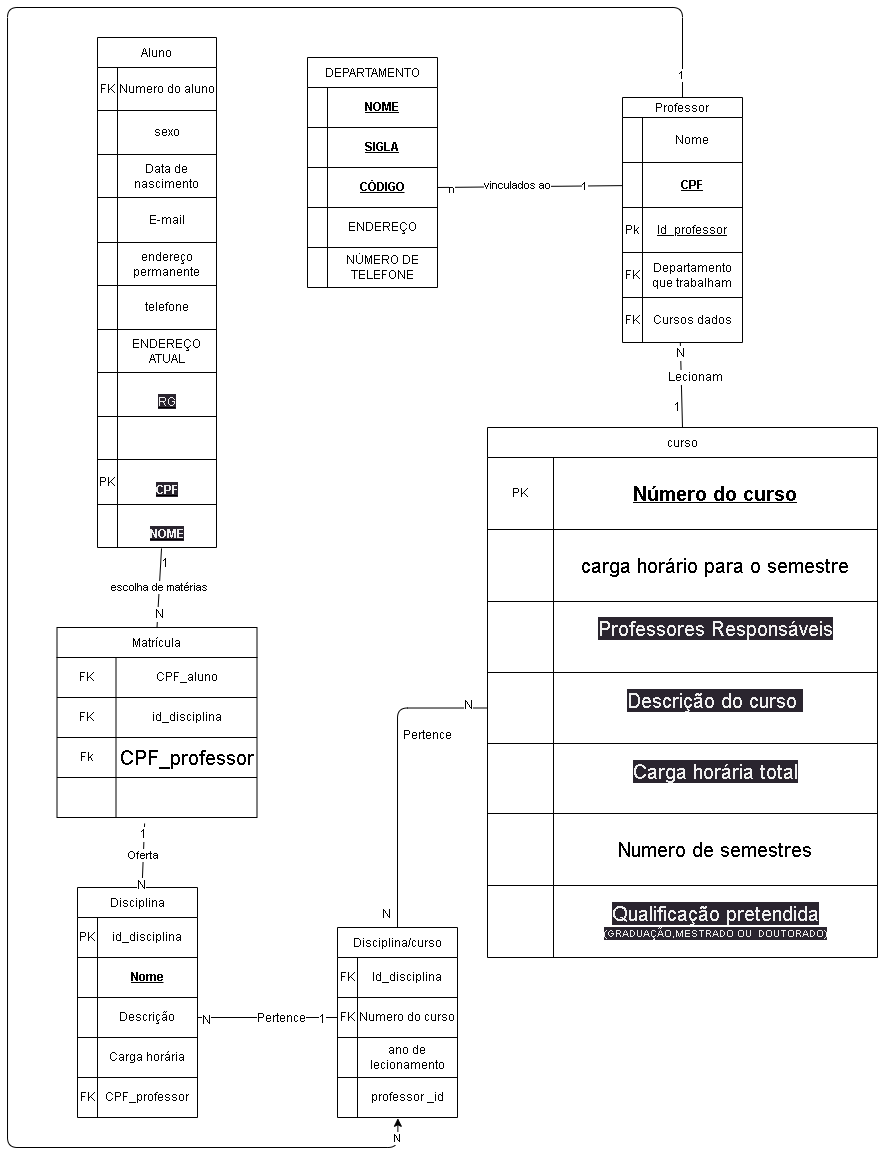 Aluno
FK Numero do aluno
sexo
Data de
nascimento
E-mail
endereço
permanente
telefone
ENDEREÇO
ATUAL
RG
PK CPF
NOME
DEPARTAMENTO
NOME
SIGLA
CÓDIGO
ENDEREÇO
NÚMERO DE
TELEFONE
n vinculados ao 1
1
Professor
Nome
CPF
Pk Id_professor
FK Departamento
que trabalham
FK Cursos dados
N
Lecionam
1
curso
PK Número do curso
carga horário para o semestre
Professores Responsáveis
Descrição do curso
Carga horária total
Numero de semestres
Qualificação pretendida
(GRADUAÇÃO,MESTRADO OU DOUTORADO)
1
escolha de matérias
N
Matrícula
FK CPF_aluno
FK id_disciplina
Fk CPF_professor
1
Oferta
N
Disciplina
PK id_disciplina
Nome
Descrição
Carga horária
FK CPF_professor
N Pertence 1
N
Pertence
N
Disciplina/curso
FK Id_disciplina
FK Numero do curso
ano de
lecionamento
professor _id
N